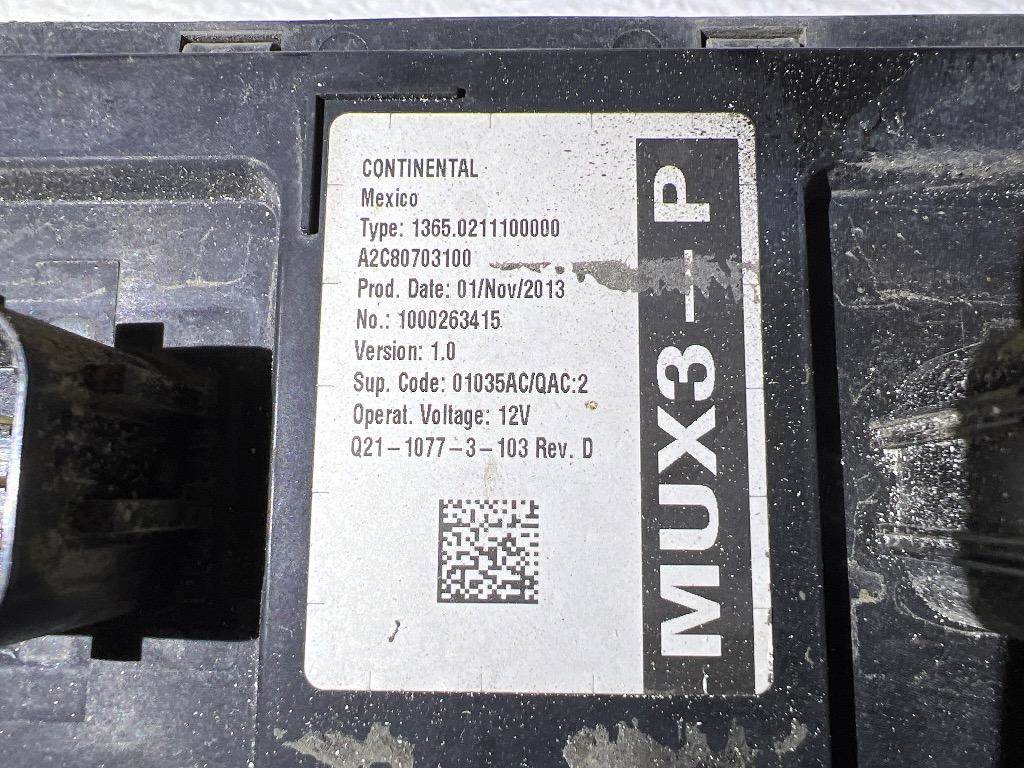 CONTINENTAL
Mexico
Type: 1365.0211100000
A2C80703100
Prod. Date: 01/Nov/2013
No.: 1000263415
Version: 1.0
Sup. Code: 01035AC/QAC:2
Operat. Voltage: 12V
Q21-1077-3-103 Rev. D
MUX3-P